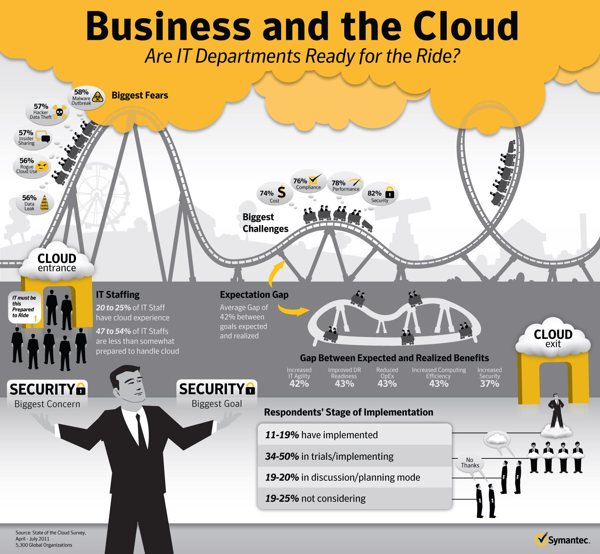 Business and the Cloud
Are IT Departments Ready for the Ride?
Biggest Fears
58%
Malware
Outbreak
57%
Hacker
Data Theft
57%
Insider
Sharing
56%
Rogue
Cloud Use
56%
Data
Leak
Biggest
Challenges
74%
Cost
$
76%
Compliance
78%
Performance
82%
Security
CLOUD
entrance
IT must be
this
Prepared
to Ride
IT Staffing
20 to 25% of IT Staff
have cloud experience
47 to 54% of IT Staffs
are less than somewhat
prepared to handle cloud
Expectation Gap
Average Gap of
42% between
goals expected
and realized
Gap Between Expected and Realized Benefits
Increased
IT Agility
42%
Improved DR
Readiness
43%
Reduced
OpEx
43%
Increased Computing
Efficiency
43%
Increased
Security
37%
CLOUD
exit
SECURITY
Biggest Concern
SECURITY
Biggest Goal
Respondents' Stage of Implementation
11-19% have implemented
34-50% in trials/implementing
19-20% in discussion/planning mode
19-25% not considering
No
Thanks
Source: State of the Cloud Survey,
April - July 2011
5,300 Global Organizations
Symantec.